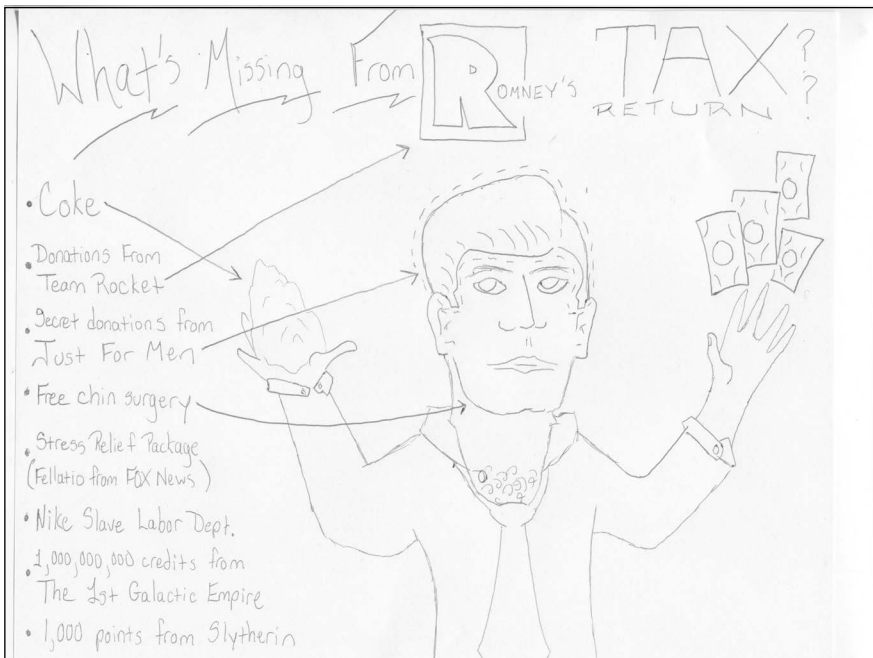 What's Missing From ROMNEY'S TAX RETURN??
• Coke
• Donations From
Team Rocket
• Secret donations from
Just For Men
• Free chin surgery
• Stress Relief Package
(Fellatio from FOX News)
• Nike Slave Labor Dept.
• 1,000,000,000 credits from
The 1st Galactic Empire
• 1,000 points from Slytherin